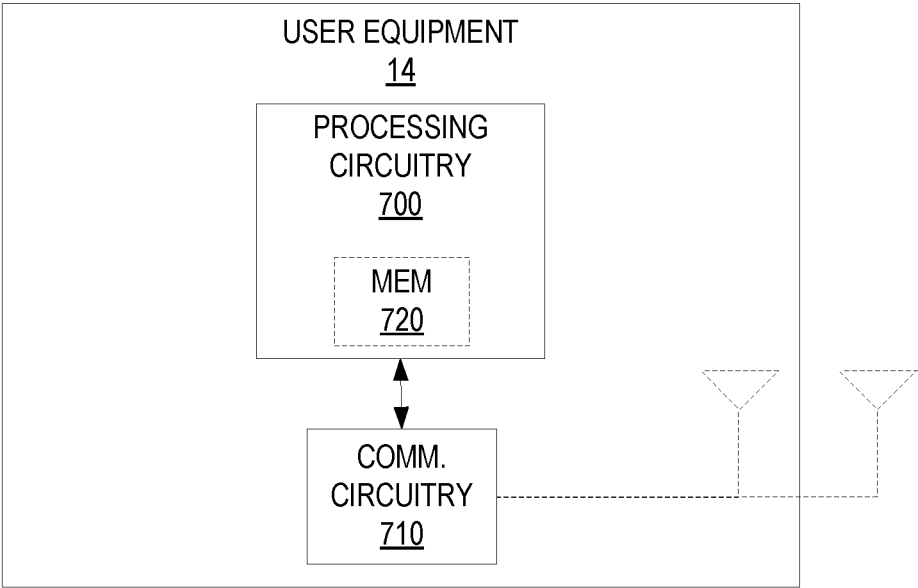 USER EQUIPMENT
14
PROCESSING
CIRCUITRY
700
MEM
720
COMM.
CIRCUITRY
710